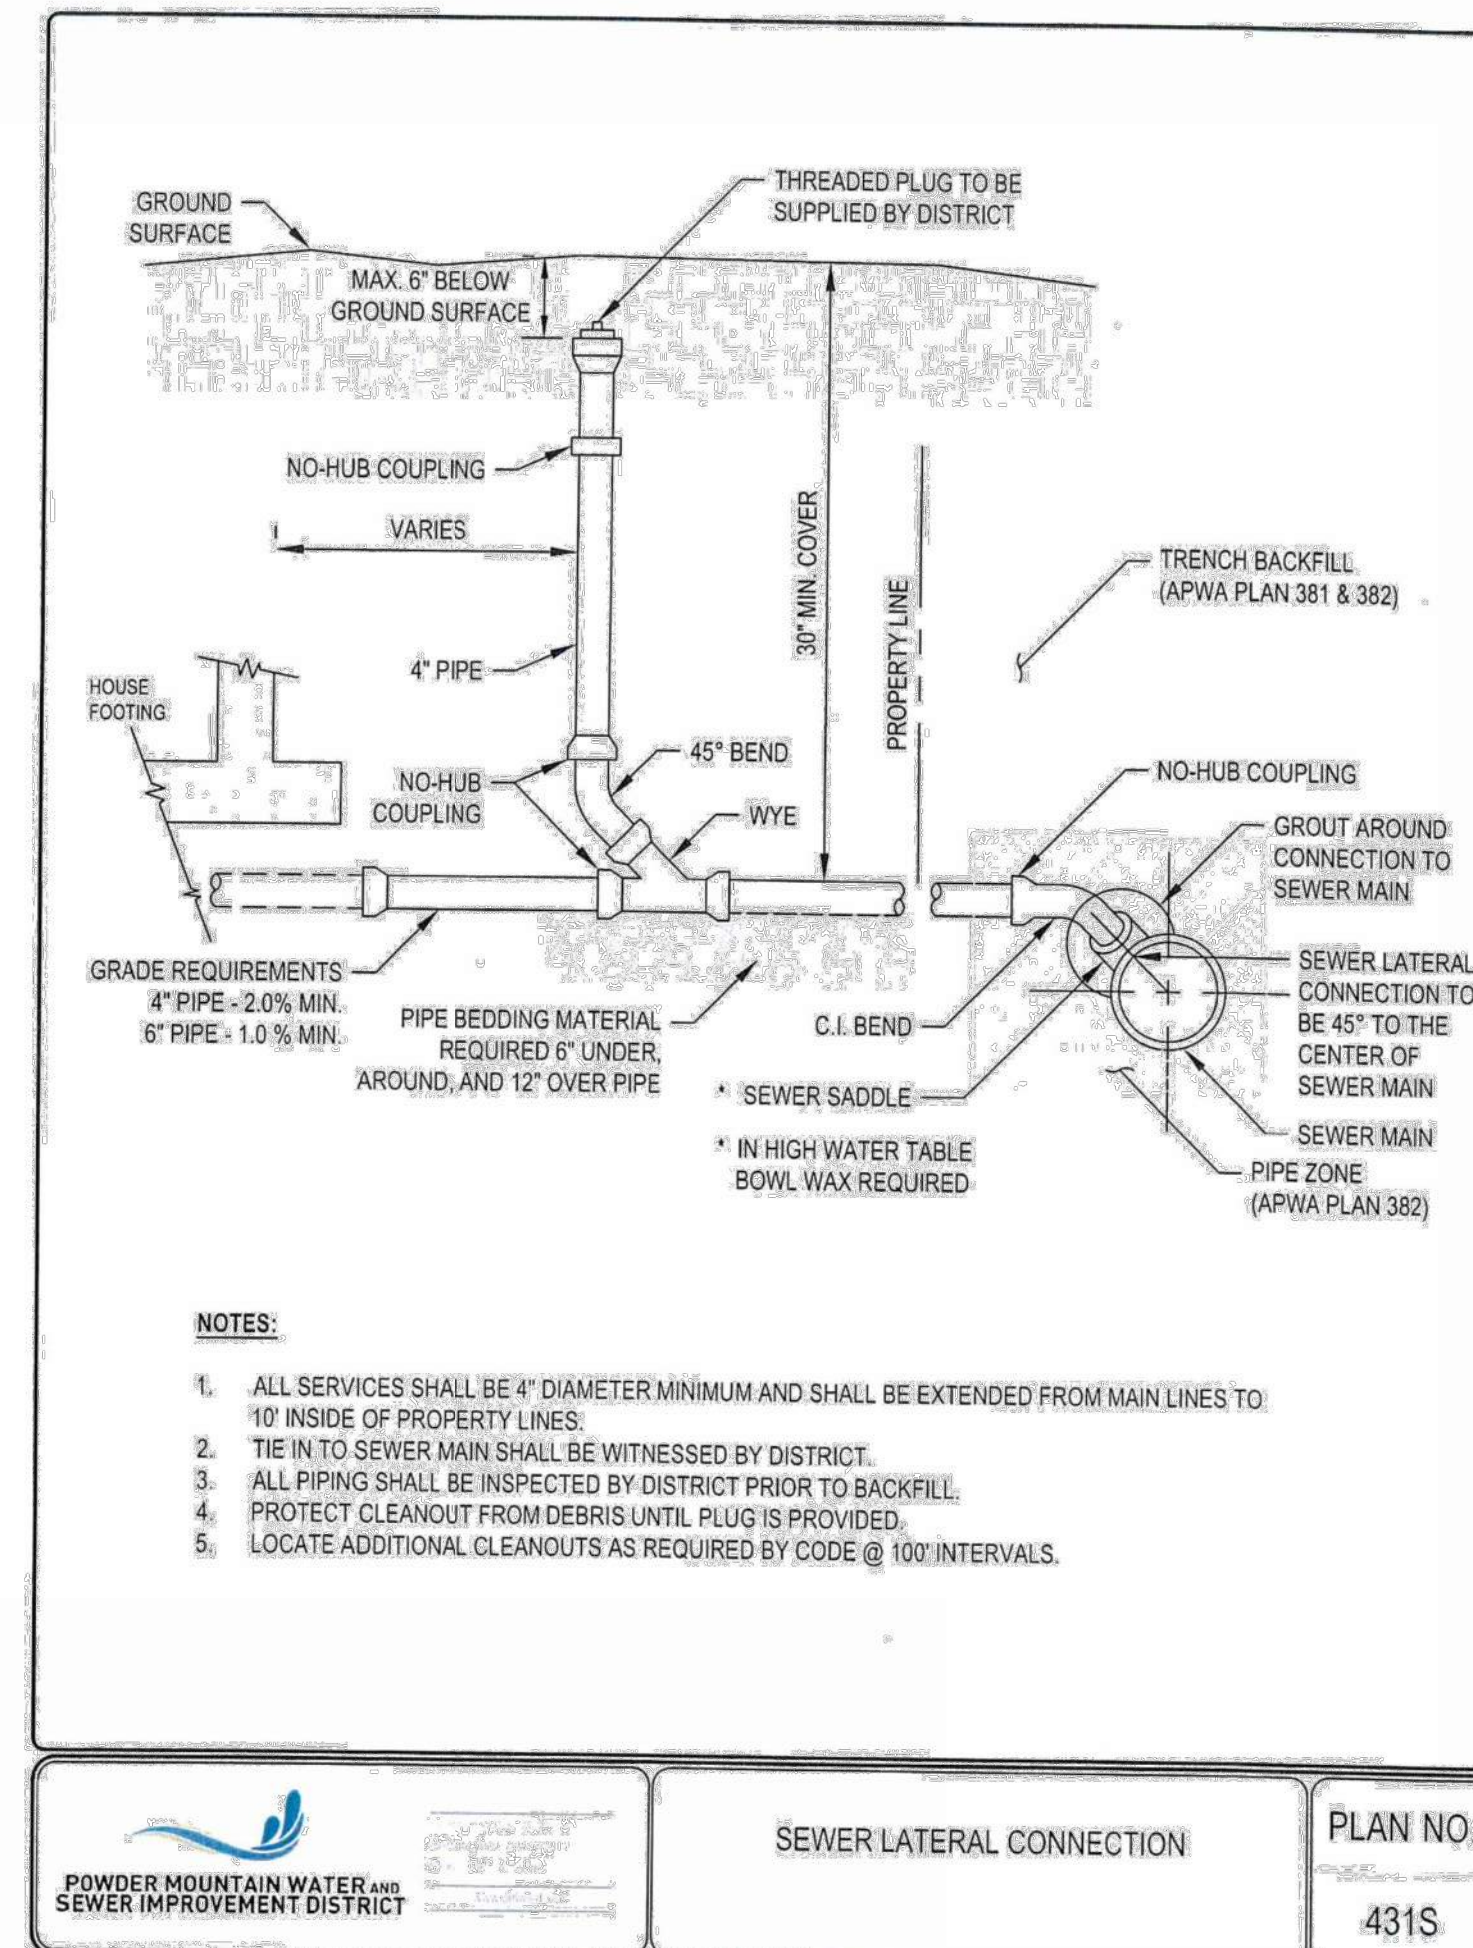 GROUND
SURFACE
THREADED PLUG TO BE
SUPPLIED BY DISTRICT
MAX. 6" BELOW
GROUND SURFACE
NO-HUB COUPLING
VARIES
30" MIN. COVER
PROPERTY LINE
TRENCH BACKFILL
(APWA PLAN 381 & 382)
4" PIPE
HOUSE
FOOTING
45° BEND
NO-HUB
COUPLING
WYE
NO-HUB COUPLING
GROUT AROUND
CONNECTION TO
SEWER MAIN
GRADE REQUIREMENTS
4" PIPE - 2.0% MIN.
6" PIPE - 1.0 % MIN.
PIPE BEDDING MATERIAL
REQUIRED 6" UNDER,
AROUND, AND 12" OVER PIPE
C.I. BEND
SEWER LATERAL
CONNECTION TO
BE 45° TO THE
CENTER OF
SEWER MAIN
* SEWER SADDLE
* IN HIGH WATER TABLE
BOWL WAX REQUIRED
SEWER MAIN
PIPE ZONE
(APWA PLAN 382)
NOTES:
1. ALL SERVICES SHALL BE 4" DIAMETER MINIMUM AND SHALL BE EXTENDED FROM MAIN LINES TO
10' INSIDE OF PROPERTY LINES.
2. TIE IN TO SEWER MAIN SHALL BE WITNESSED BY DISTRICT.
3. ALL PIPING SHALL BE INSPECTED BY DISTRICT PRIOR TO BACKFILL.
4. PROTECT CLEANOUT FROM DEBRIS UNTIL PLUG IS PROVIDED.
5. LOCATE ADDITIONAL CLEANOUTS AS REQUIRED BY CODE @ 100' INTERVALS.
POWDER MOUNTAIN WATER AND
SEWER IMPROVEMENT DISTRICT
SEWER LATERAL CONNECTION
PLAN NO
431S